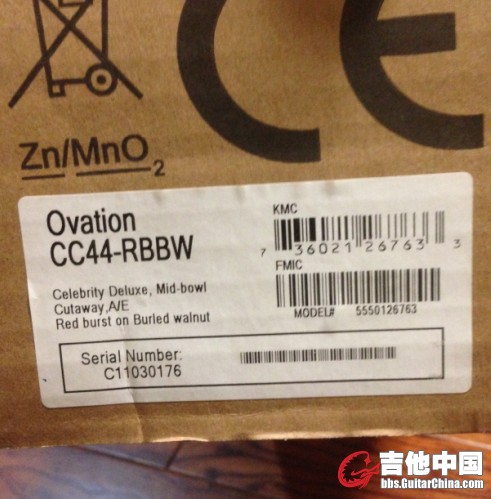 CE
Zn/MnO2
Ovation
CC44-RBBW
Celebrity Deluxe, Mid-bowl
Cutaway,A/E
Red burst on Burled walnut
KMC
7 36021 26763 3
FMIC
MODEL# 5550126763
Serial Number:
C11030176
吉他中国
bbs.GuitarChina.com